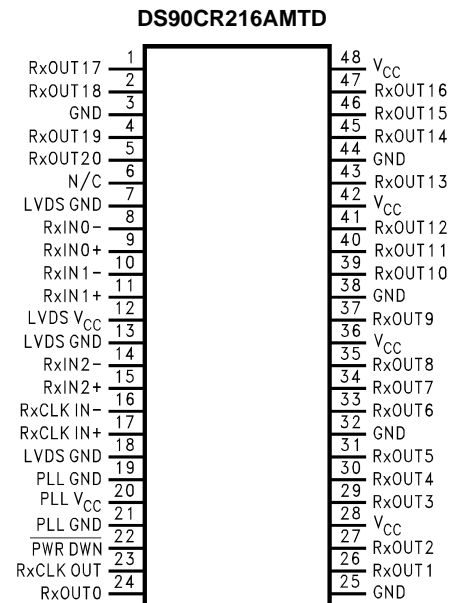 DS90CR216AMTD
RxOUT17 1
RxOUT18 2
GND 3
RxOUT19 4
RxOUT20 5
N/C 6
LVDS GND 7
RxIN0- 8
RxIN0+ 9
RxIN1- 10
RxIN1+ 11
LVDS VCC 12
LVDS GND 13
RxIN2- 14
RxIN2+ 15
RxCLK IN- 16
RxCLK IN+ 17
LVDS GND 18
PLL GND 19
PLL VCC 20
PLL GND 21
PWR DWN 22
RxCLK OUT 23
RxOUT0 24
48 VCC
47 RxOUT16
46 RxOUT15
45 RxOUT14
44 GND
43 RxOUT13
42 VCC
41 RxOUT12
40 RxOUT11
39 RxOUT10
38 GND
37 RxOUT9
36 VCC
35 RxOUT8
34 RxOUT7
33 RxOUT6
32 GND
31 RxOUT5
30 RxOUT4
29 RxOUT3
28 VCC
27 RxOUT2
26 RxOUT1
25 GND